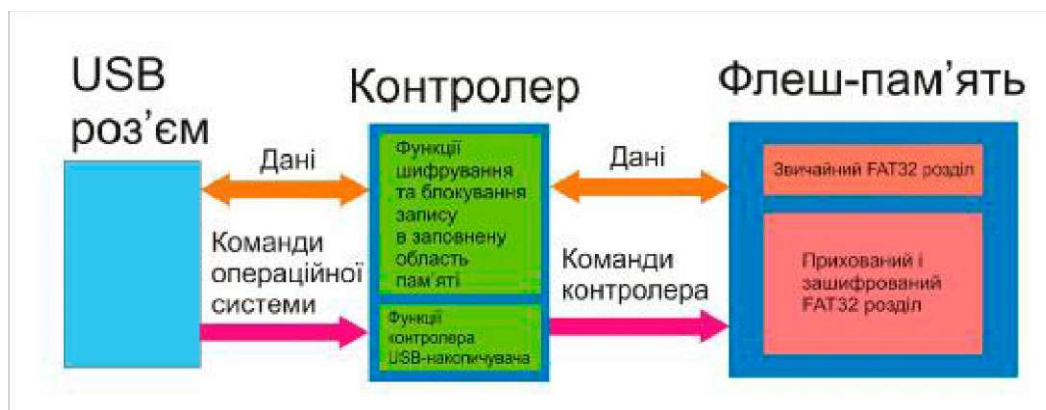 USB
роз’єм
Контролер
Флеш-пам’ять
Дані
Функції
шифрування
та блокування
запису
в заповнену
область
пам’яті
Дані
Звичайний FAT32 розділ
Команди
операційної
системи
Команди
контролера
Прихований і
зашифрований
FAT32 розділ
Функції
контролера
USB-накопичувача